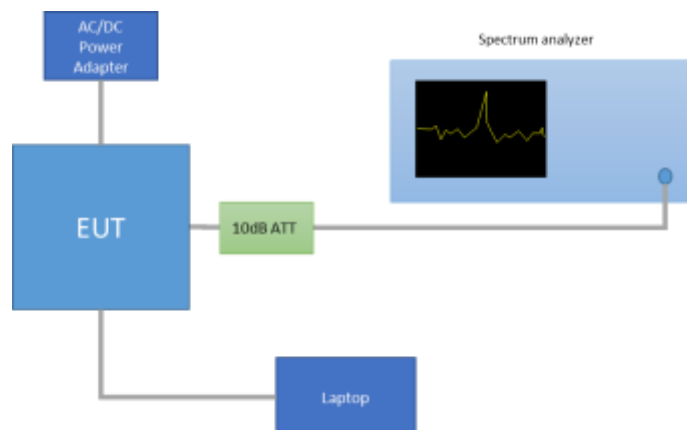 AC/DC
Power
Adapter
Spectrum analyzer
EUT
10dB ATT
Laptop